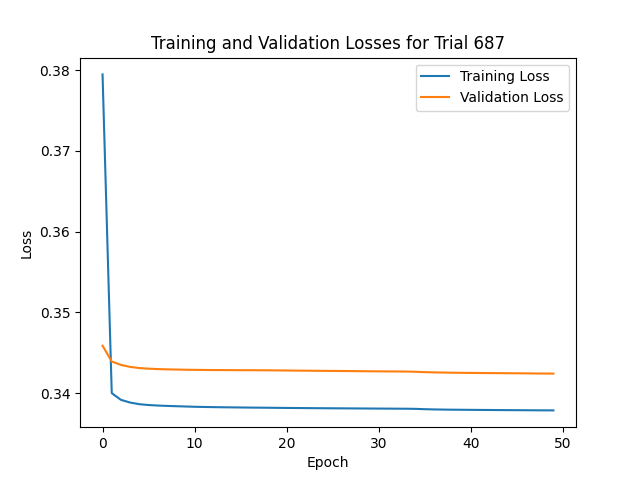 Training and Validation Losses for Trial 687
Training Loss
Validation Loss
0.38
0.37
0.36
0.35
0.34
Loss
0
10
20
30
40
50
Epoch